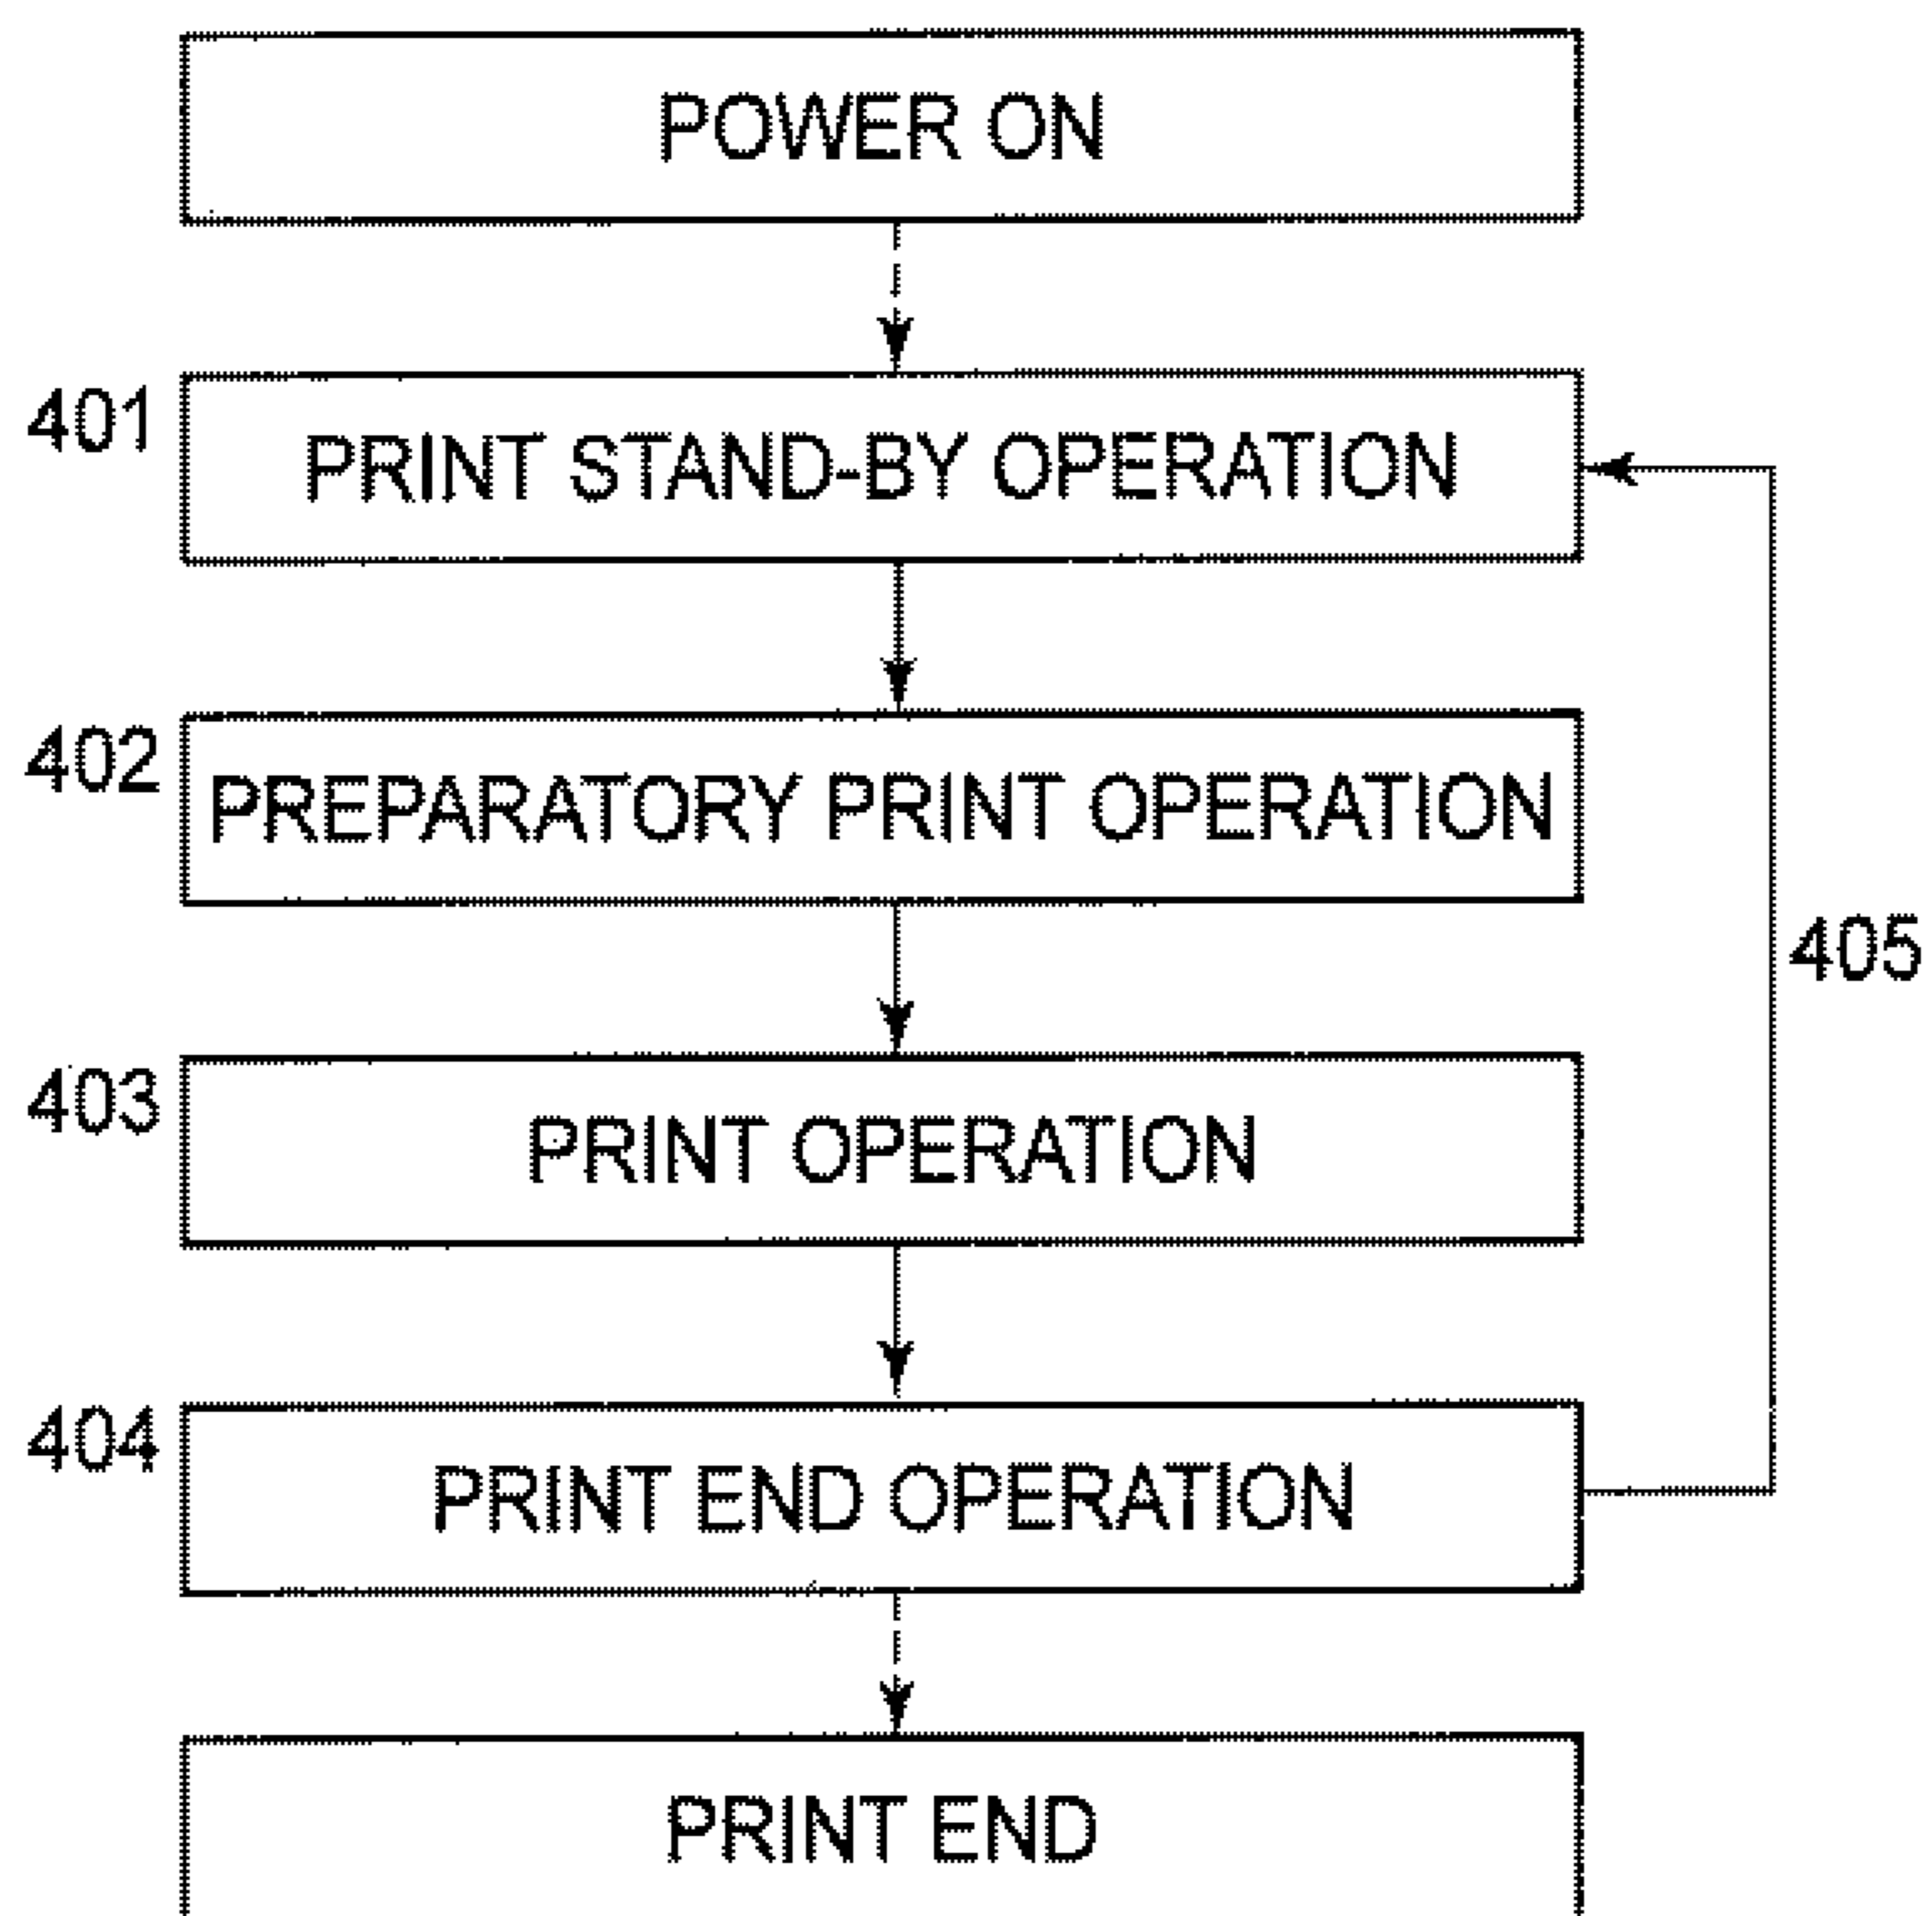 POWER ON
401
PRINT STAND-BY OPERATION
402
PREPARATORY PRINT OPERATION
405
403
PRINT OPERATION
404
PRINT END OPERATION
PRINT END